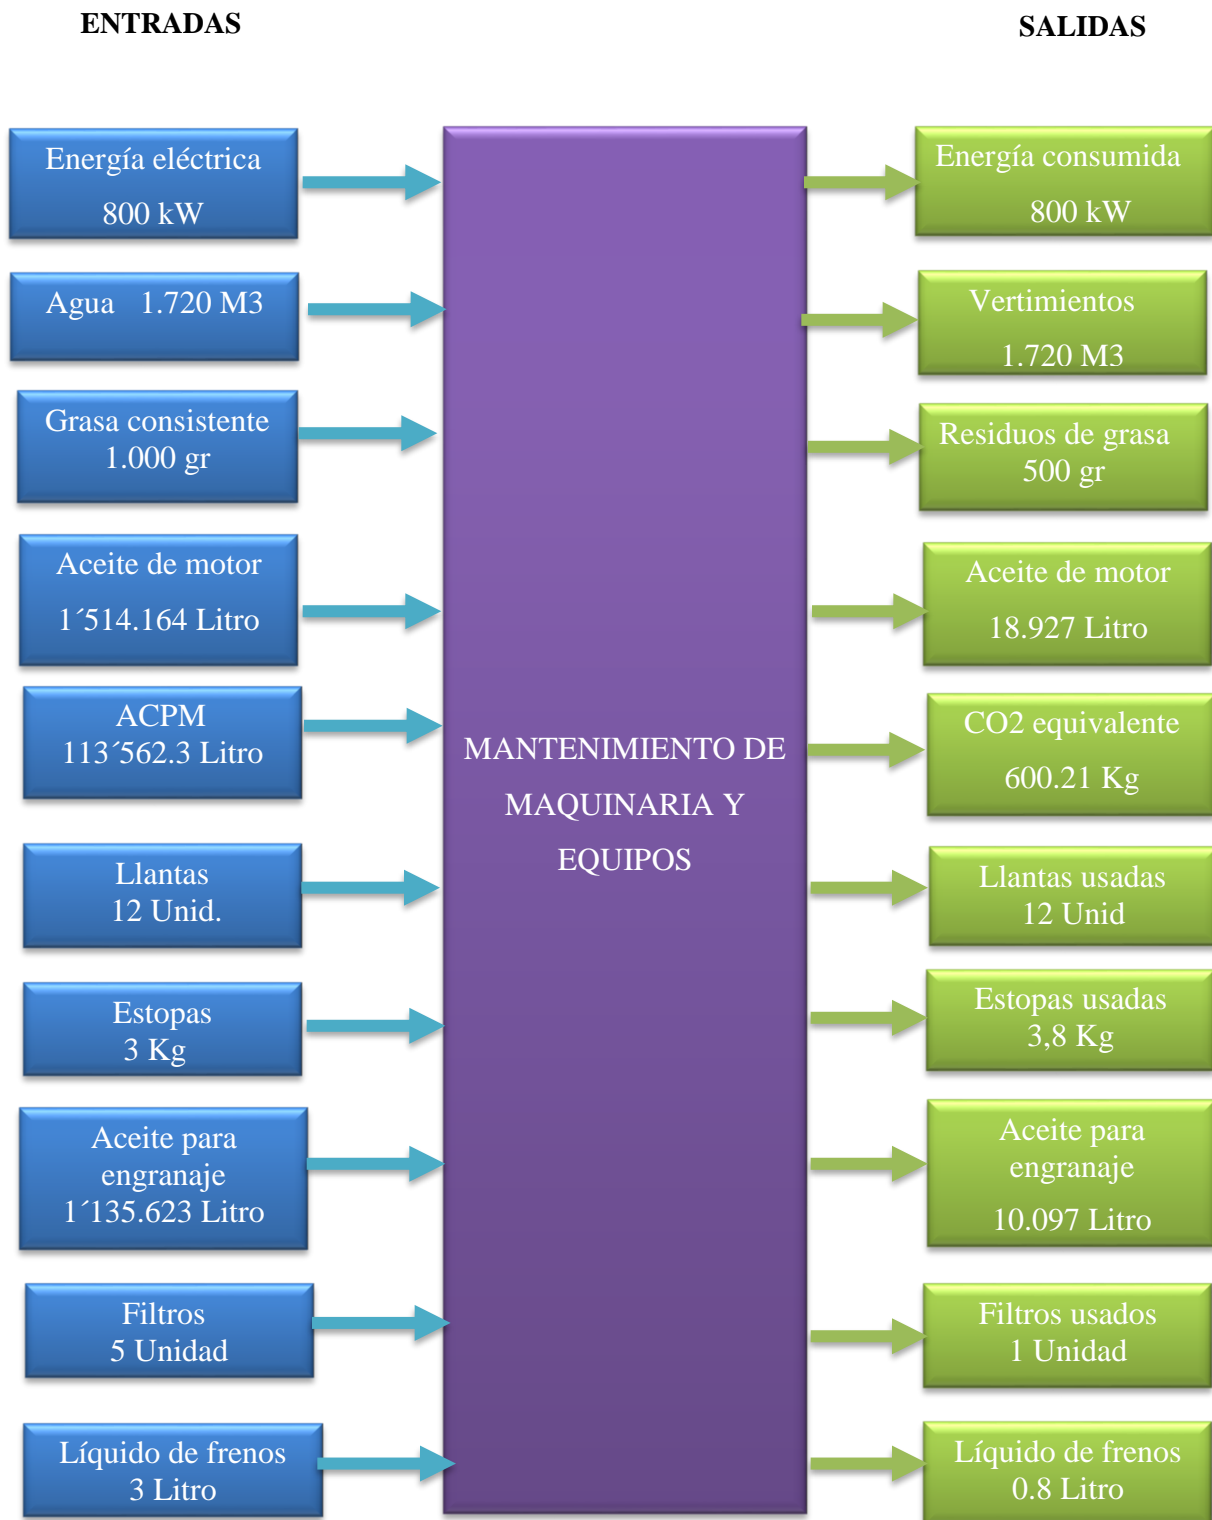 ENTRADAS
SALIDAS
Energía eléctrica
800 kW
Agua 1.720 M3
Grasa consistente
1.000 gr
Aceite de motor
1´514.164 Litro
ACPM
113´562.3 Litro
Llantas
12 Unid.
Estopas
3 Kg
Aceite para
engranaje
1´135.623 Litro
Filtros
5 Unidad
Líquido de frenos
3 Litro
MANTENIMIENTO DE
MAQUINARIA Y
EQUIPOS
Energía consumida
800 kW
Vertimientos
1.720 M3
Residuos de grasa
500 gr
Aceite de motor
18.927 Litro
CO2 equivalente
600.21 Kg
Llantas usadas
12 Unid
Estopas usadas
3,8 Kg
Aceite para
engranaje
10.097 Litro
Filtros usados
1 Unidad
Líquido de frenos
0.8 Litro